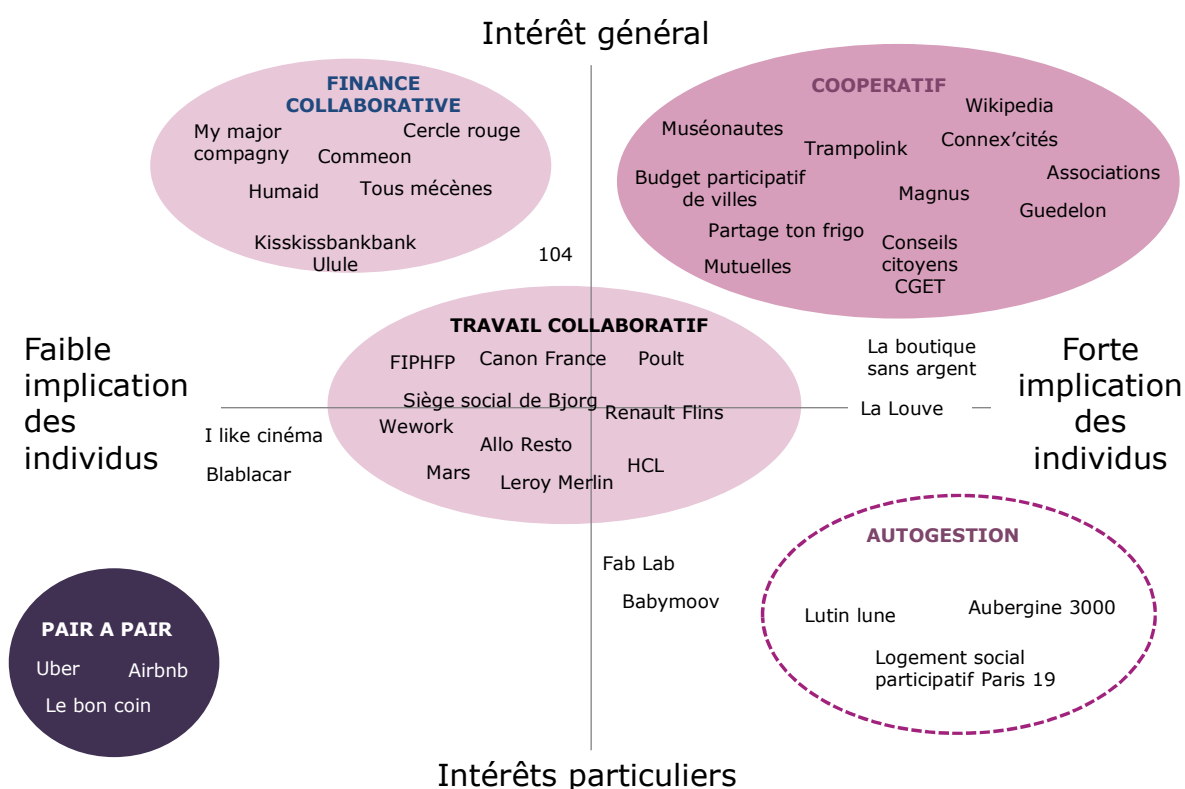 Intérêt général
FINANCE
COLLABORATIVE
My major
compagny
Cercle rouge
Commeon
Humaid
Tous mécènes
Kisskissbankbank
Ulule
COOPERATIF
Wikipedia
Muséonautes
Connex’cités
Trampolink
Associations
Budget participatif
de villes
Magnus
Guedelon
Partage ton frigo
Conseils
citoyens
CGET
Mutuelles
104
TRAVAIL COLLABORATIF
FIPHFP
Canon France
Poult
Siège social de Bjorg
Renault Flins
Wework
Allo Resto
Mars
Leroy Merlin
HCL
Faible
implication
des
individus
I like cinéma
Blablacar
La boutique
sans argent
La Louve
Forte
implication
des
individus
Fab Lab
Babymoov
AUTOGESTION
Lutin lune
Aubergine 3000
Logement social
participatif Paris 19
PAIR A PAIR
Uber
Airbnb
Le bon coin
Intérêts particuliers